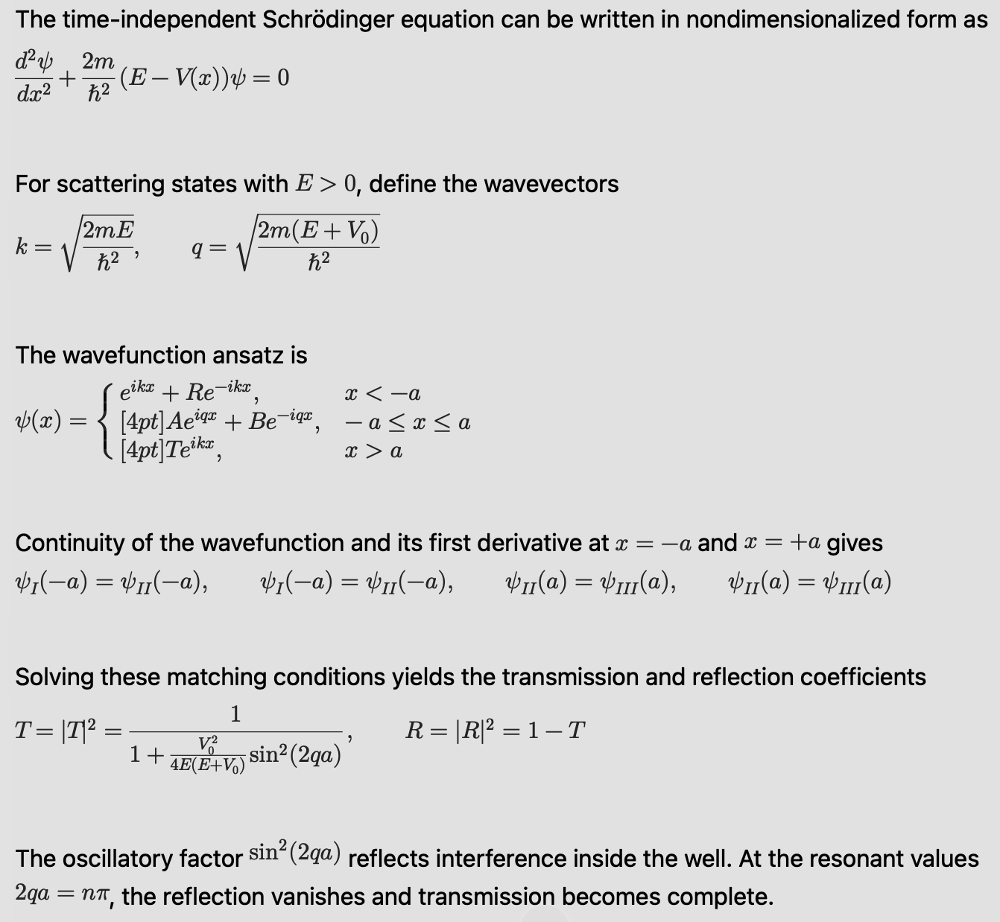 The time-independent Schrödinger equation can be written in nondimensionalized form as
\frac{d^2\psi}{dx^2} + \frac{2m}{\hbar^2}(E - V(x))\psi = 0
For scattering states with E > 0, define the wavevectors
k = \sqrt{\frac{2mE}{\hbar^2}}, \qquad q = \sqrt{\frac{2m(E + V_0)}{\hbar^2}}
The wavefunction ansatz is
\psi(x) = \begin{cases} e^{ikx} + Re^{-ikx}, & x < -a \\ [4pt]Ae^{iqx} + Be^{-iqx}, & -a \le x \le a \\ [4pt]Te^{ikx}, & x > a \end{cases}
Continuity of the wavefunction and its first derivative at x = -a and x = +a gives
\psi_I(-a) = \psi_{II}(-a), \qquad \psi_I(-a) = \psi_{II}(-a), \qquad \psi_{II}(a) = \psi_{III}(a), \qquad \psi_{II}(a) = \psi_{III}(a)
Solving these matching conditions yields the transmission and reflection coefficients
T = |T|^2 = \frac{1}{1 + \frac{V_0^2}{4E(E+V_0)}\sin^2(2qa)}, \qquad R = |R|^2 = 1 - T
The oscillatory factor \sin^2(2qa) reflects interference inside the well. At the resonant values
2qa = n\pi, the reflection vanishes and transmission becomes complete.